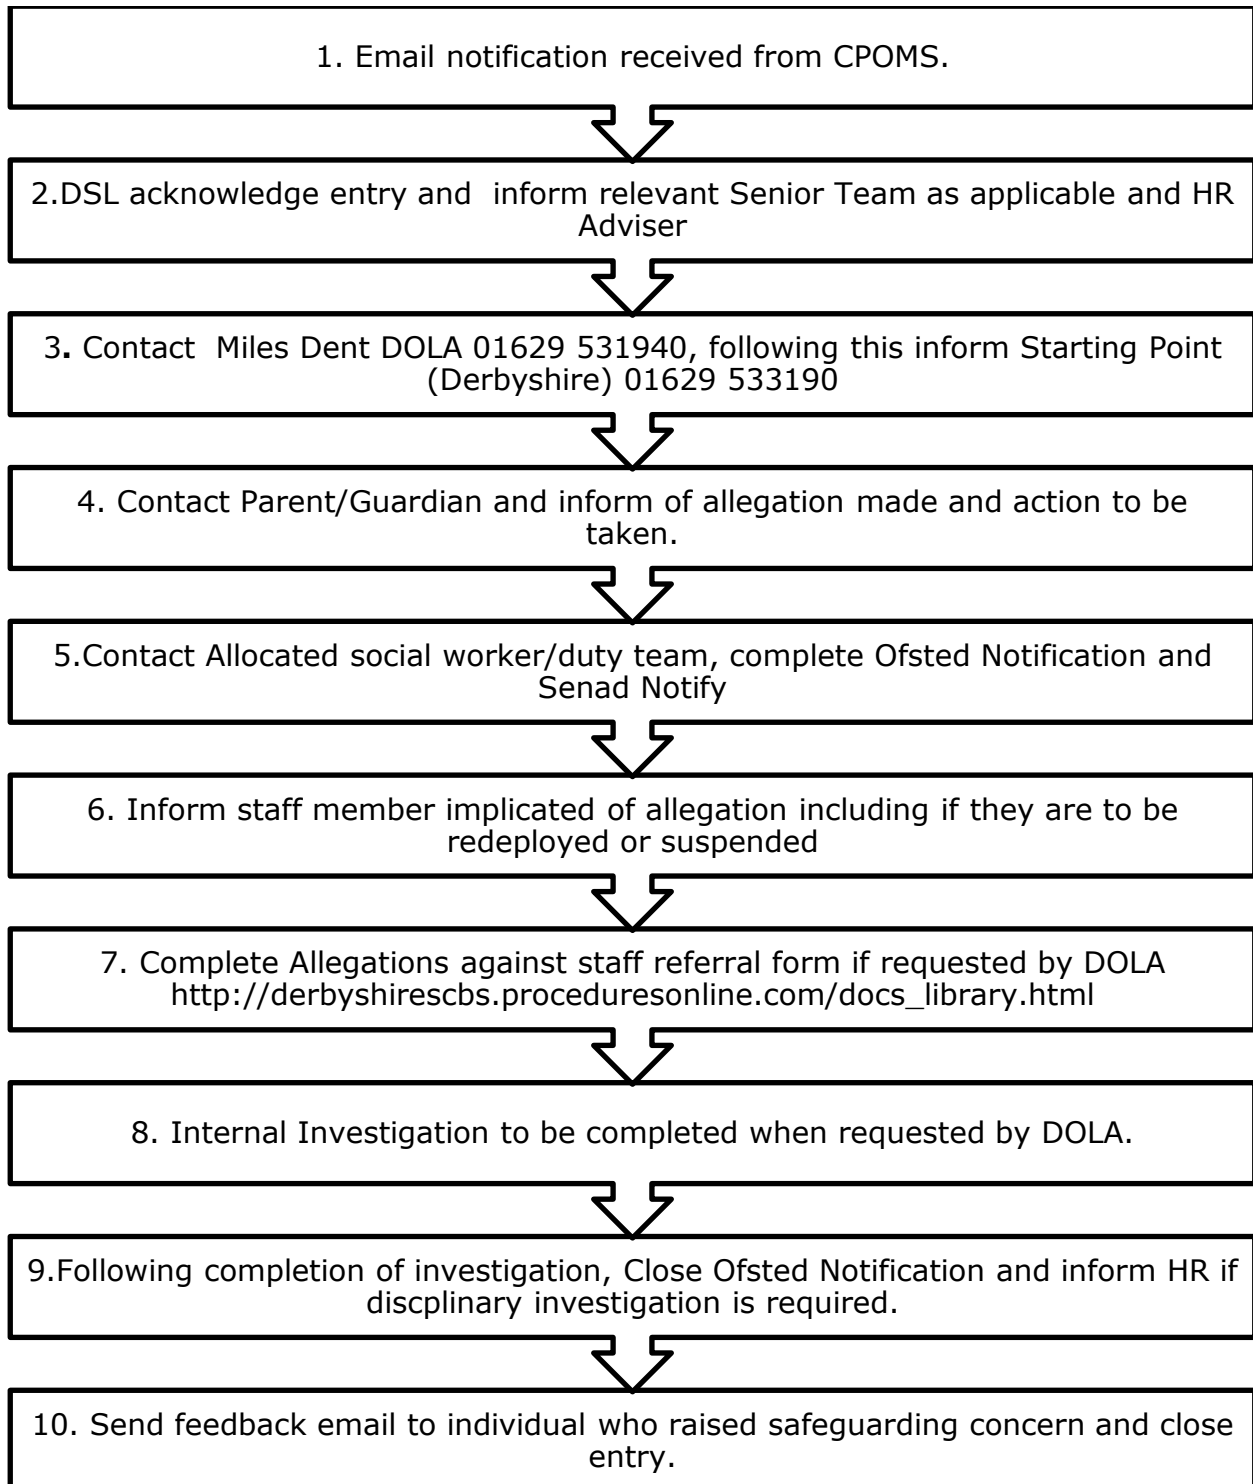 1. Email notification received from CPOMS.
2.DSL acknowledge entry and  inform relevant Senior Team as applicable and HR
Adviser
3. Contact  Miles Dent DOLA 01629 531940, following this inform Starting Point
(Derbyshire) 01629 533190
4. Contact Parent/Guardian and inform of allegation made and action to be
taken.
5.Contact Allocated social worker/duty team, complete Ofsted Notification and
Senad Notify
6. Inform staff member implicated of allegation including if they are to be
redeployed or suspended
7. Complete Allegations against staff referral form if requested by DOLA
http://derbyshirescbs.proceduresonline.com/docs_library.html
8. Internal Investigation to be completed when requested by DOLA.
9.Following completion of investigation, Close Ofsted Notification and inform HR if
discplinary investigation is required.
10. Send feedback email to individual who raised safeguarding concern and close
entry.